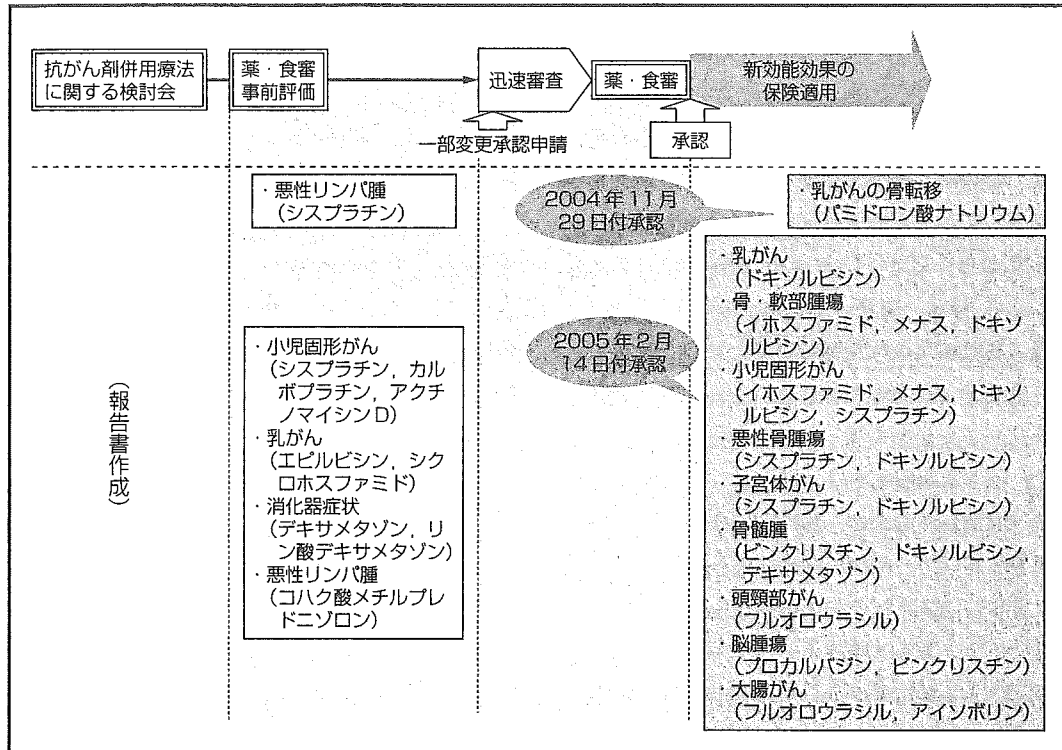 抗がん剤併用療法
に関する検討会
薬・食審
事前評価
迅速審査
薬・食審
新効能効果の
保険適用
一部変更承認申請
承認
・悪性リンパ腫
(シスプラチン)
2004年11月
29日付承認
・乳がんの骨転移
(パミドロン酸ナトリウム)
(報告書作成)
・小児固形がん
(シスプラチン,カル
ボプラチン,アクチ
ノマイシンD)
・乳がん
(エピルビシン,シク
ロホスファミド)
・消化器症状
(デキサメタゾン,リ
ン酸デキサメタゾン)
・悪性リンパ腫
(コハク酸メチルプレ
ドニゾロン)
2005年2月
14日付承認
・乳がん
(ドキソルビシン)
・骨・軟部腫瘍
(イホスファミド,メナス,ドキソ
ルビシン)
・小児固形がん
(イホスファミド,メナス,ドキソ
ルビシン,シスプラチン)
・悪性骨腫瘍
(シスプラチン,ドキソルビシン)
・子宮体がん
(シスプラチン,ドキソルビシン)
・骨髄腫
(ビンクリスチン,ドキソルビシン,
デキサメタゾン)
・頭頸部がん
(フルオロウラシル)
・脳腫瘍
(プロカルバジン,ビンクリスチン)
・大腸がん
(フルオロウラシル,アイソボリン)